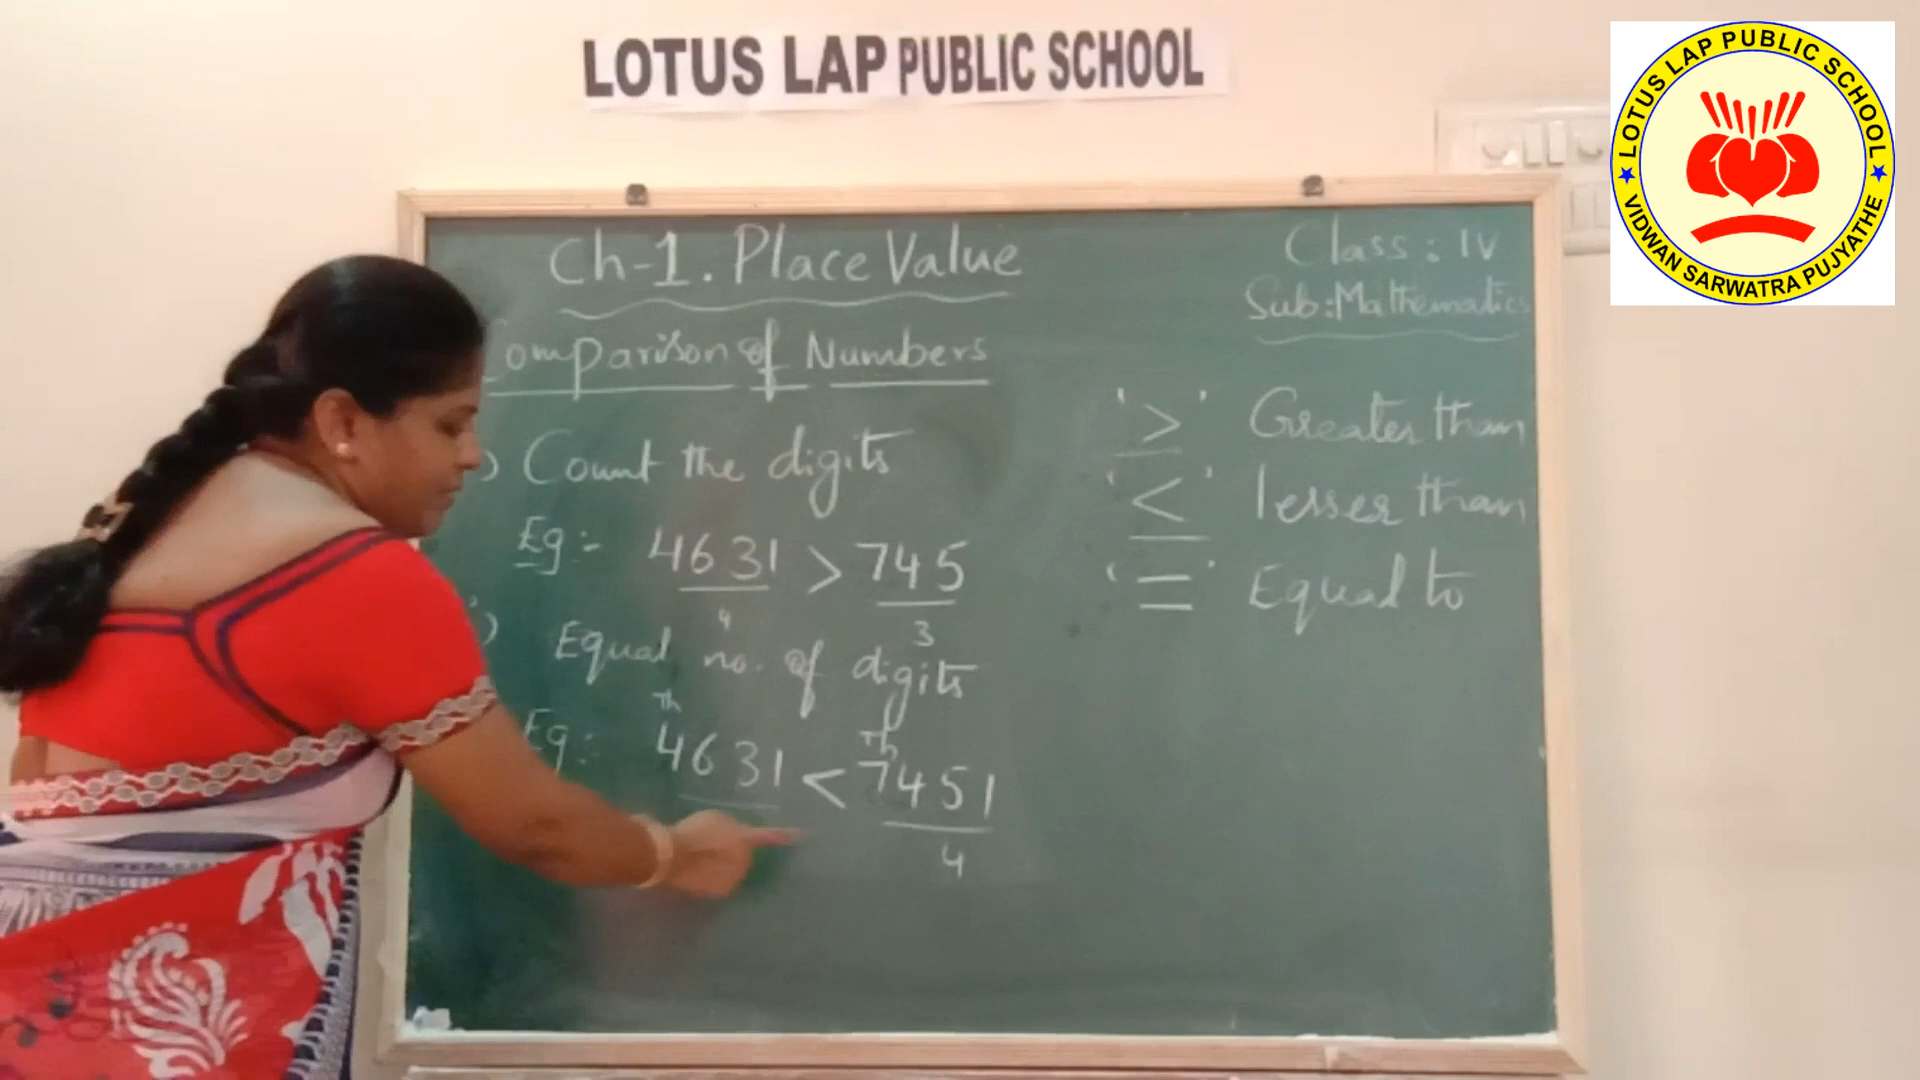 LOTUS LAP PUBLIC SCHOOL
LOTUS LAP PUBLIC SCHOOL
VIDWAN SARWATRA PUJYATHE
Ch-1. Place Value
Class: IV
Sub: Mathematics
Comparison of Numbers
) Count the digits
Eg:- 4631 > 745
4 3
) Equal no. of digits
Th Th
Eg: 4631 < 7451
4
'>' Greater than
'<' lesser than
'=' Equal to